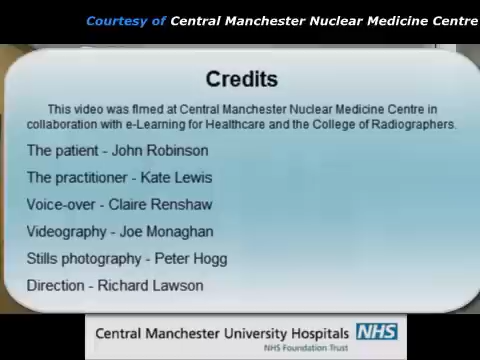 Courtesy of Central Manchester Nuclear Medicine Centre
Credits
This video was flmed at Central Manchester Nuclear Medicine Centre in
collaboration with e-Learning for Healthcare and the College of Radiographers.
The patient - John Robinson
The practitioner - Kate Lewis
Voice-over - Claire Renshaw
Videography - Joe Monaghan
Stills photography - Peter Hogg
Direction - Richard Lawson
Central Manchester University Hospitals NHS
NHS Foundation Trust